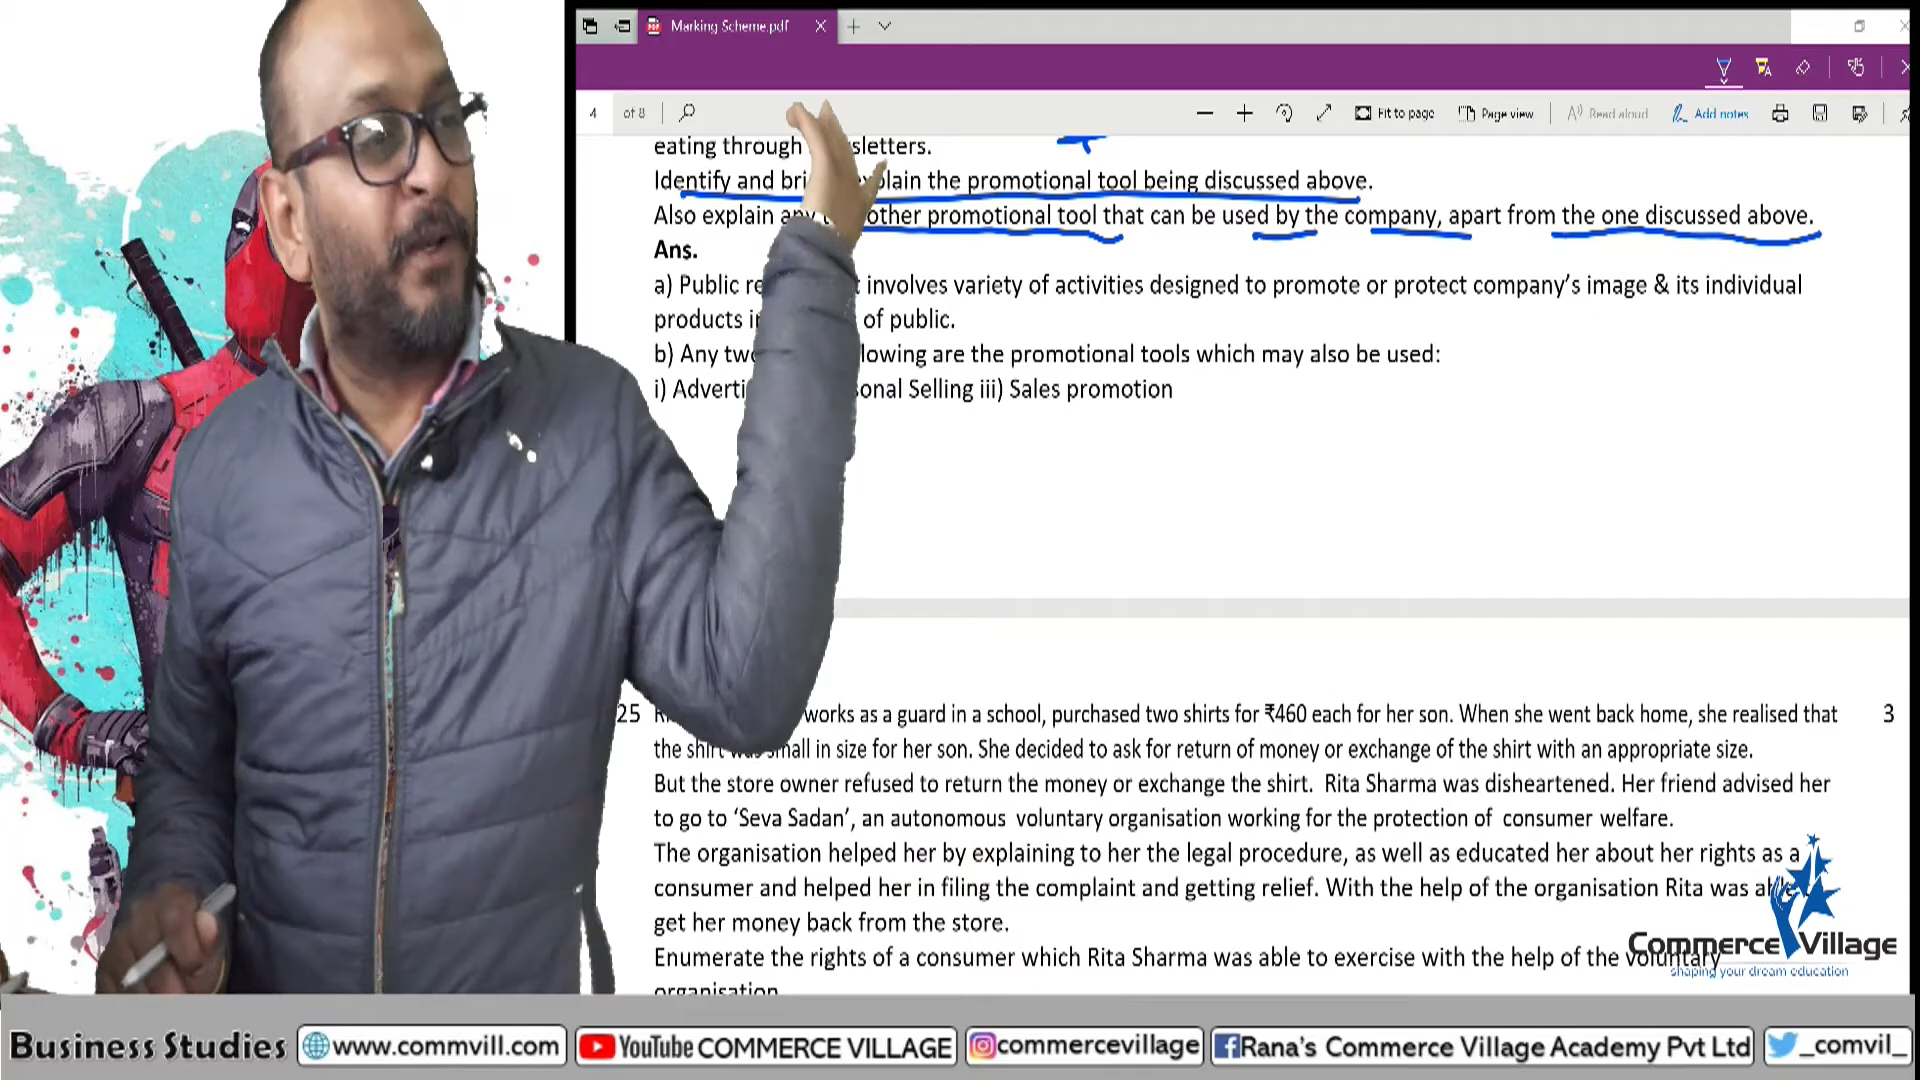 Marking Scheme.pdf
4 of 8
Fit to page
Page view
Read aloud
Add notes
eating through sletters.
Identify and bri xplain the promotional tool being discussed above.
Also explain any other promotional tool that can be used by the company, apart from the one discussed above.
Ans.
a) Public re involves variety of activities designed to promote or protect company's image & its individual
products i of public.
b) Any two lowing are the promotional tools which may also be used:
i) Adverti sonal Selling iii) Sales promotion
25 works as a guard in a school, purchased two shirts for ₹460 each for her son. When she went back home, she realised that 3
the shirt was small in size for her son. She decided to ask for return of money or exchange of the shirt with an appropriate size.
But the store owner refused to return the money or exchange the shirt. Rita Sharma was disheartened. Her friend advised her
to go to ‘Seva Sadan’, an autonomous voluntary organisation working for the protection of consumer welfare.
The organisation helped her by explaining to her the legal procedure, as well as educated her about her rights as a
consumer and helped her in filing the complaint and getting relief. With the help of the organisation Rita was
get her money back from the store.
Enumerate the rights of a consumer which Rita Sharma was able to exercise with the help of the voluntary
organisation
Commerce Village
shaping your dream education
Business Studies
www.commvill.com
YouTube COMMERCE VILLAGE
commercevillage
Rana's Commerce Village Academy Pvt Ltd
_comvil_